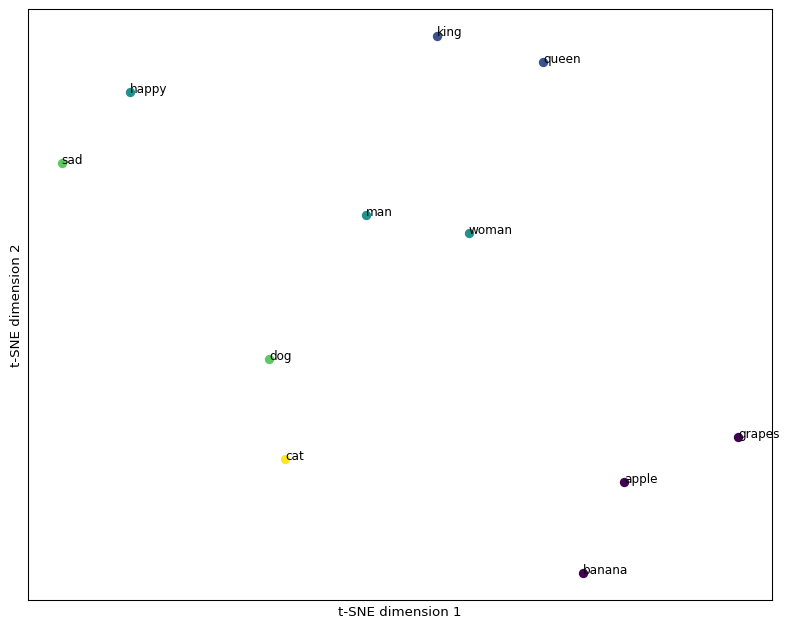 king
queen
happy
sad
man
woman
dog
grapes
cat
apple
banana
t-SNE dimension 2
t-SNE dimension 1